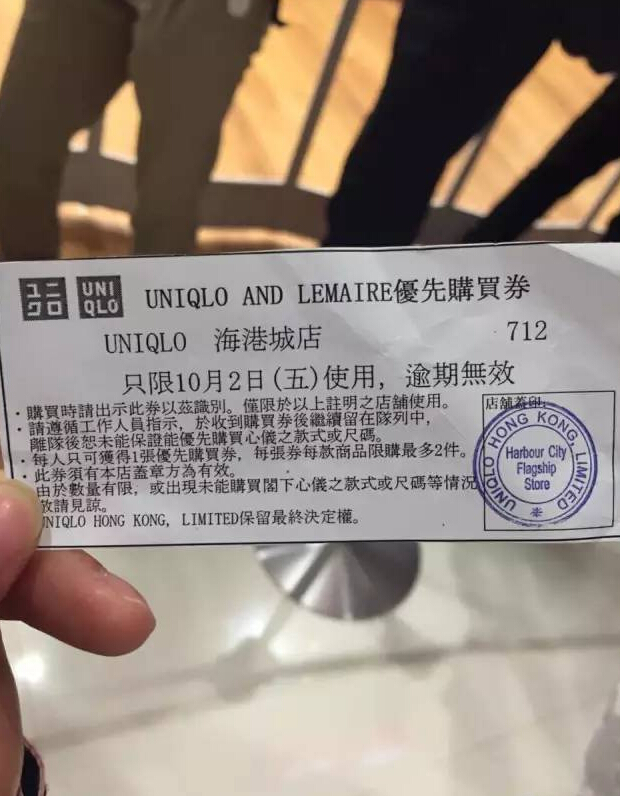 ユニ UNI
クロ QLO
UNIQLO AND LEMAIRE優先購買券
UNIQLO 海港城店 712
只限10月2日(五)使用, 逾期無效
・購買時請出示此券以茲識別。僅限於以上註明之店舖使用。
・請遵循工作人員指示, 於收到購買券後繼續留在隊列中,
離隊後恕未能保證能優先購買心儀之款式或尺碼。
・每人只可獲得1張優先購買券, 每張券每款商品限購最多2件。
・此券須有本店蓋章方為有效。
由於數量有限, 或出現未能購買閣下心儀之款式或尺碼等情況
敬請見諒。
UNIQLO HONG KONG, LIMITED保留最終決定權。
店舖蓋印:
UNIQLO HONG KONG, LIMITED
Harbour City
Flagship
Store